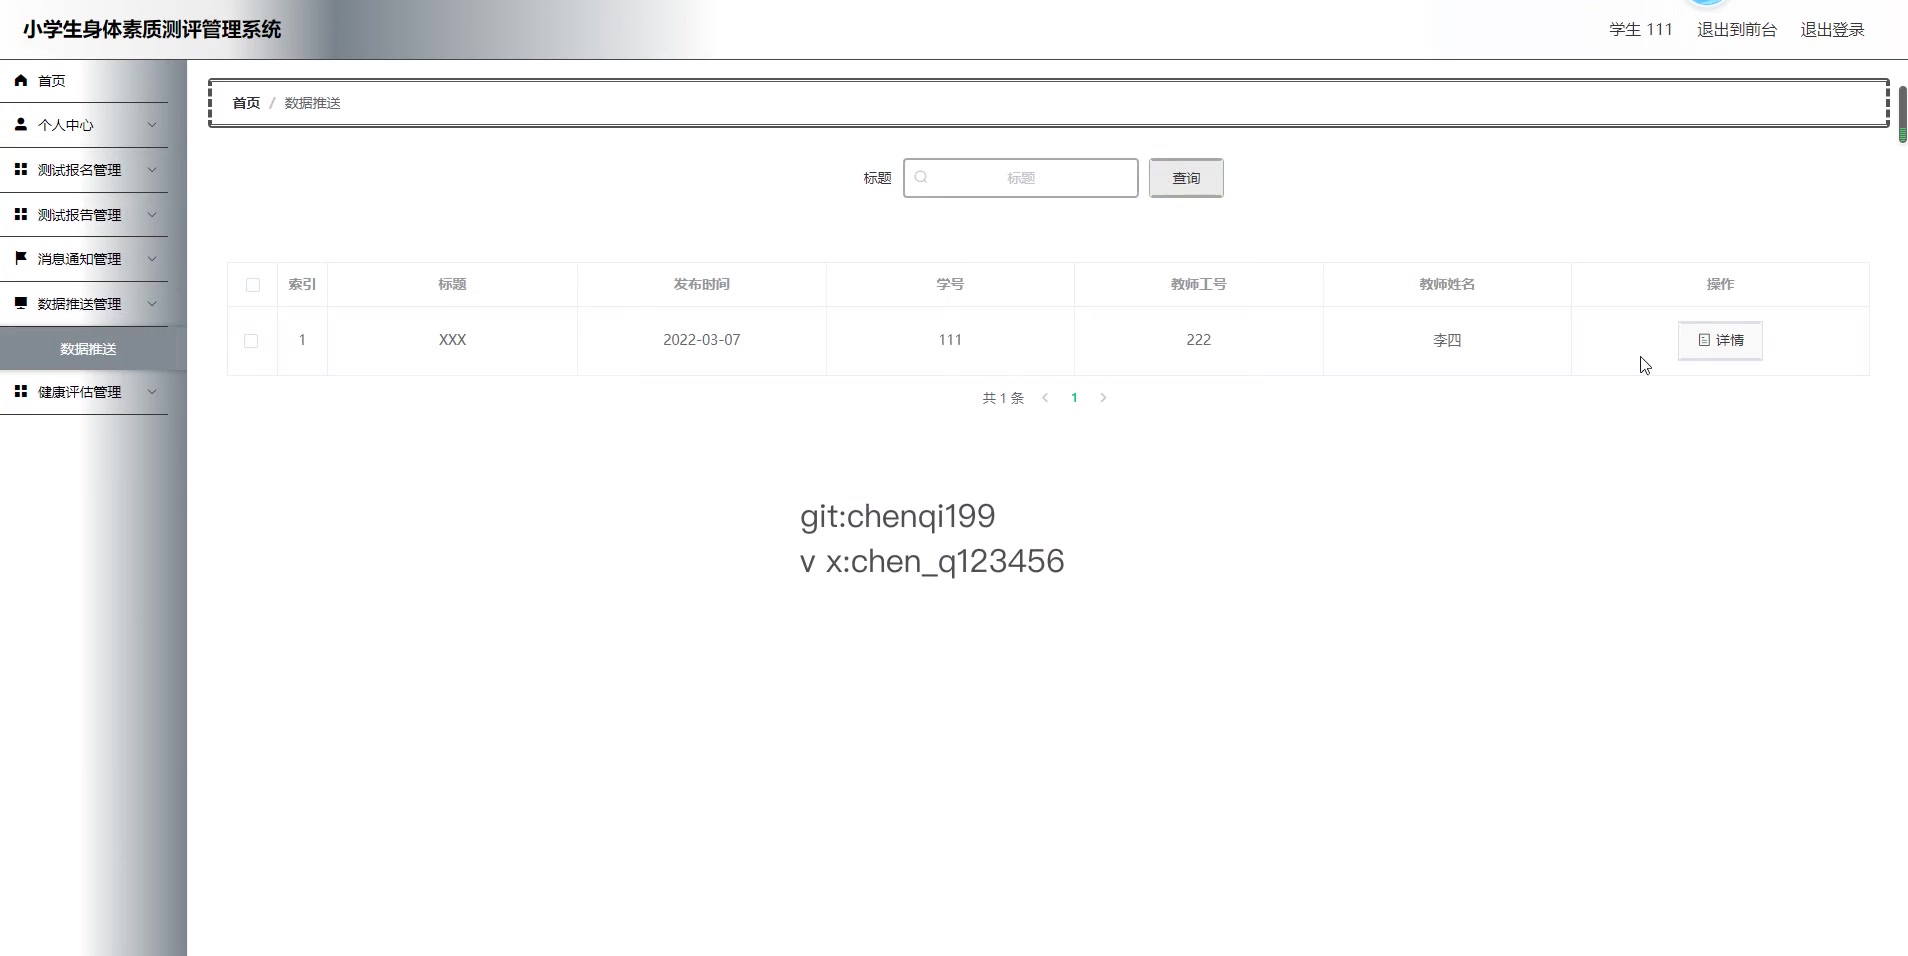 小学生身体素质测评管理系统
学生 111 退出到前台 退出登录
首页
个人中心
测试报名管理
测试报告管理
消息通知管理
数据推送管理
数据推送
健康评估管理
首页 / 数据推送
标题 标题 查询
索引 标题 发布时间 学号 教师工号 教师姓名 操作
1 XXX 2022-03-07 111 222 李四 详情
共 1 条 1
git:chenqi199
v x:chen_q123456